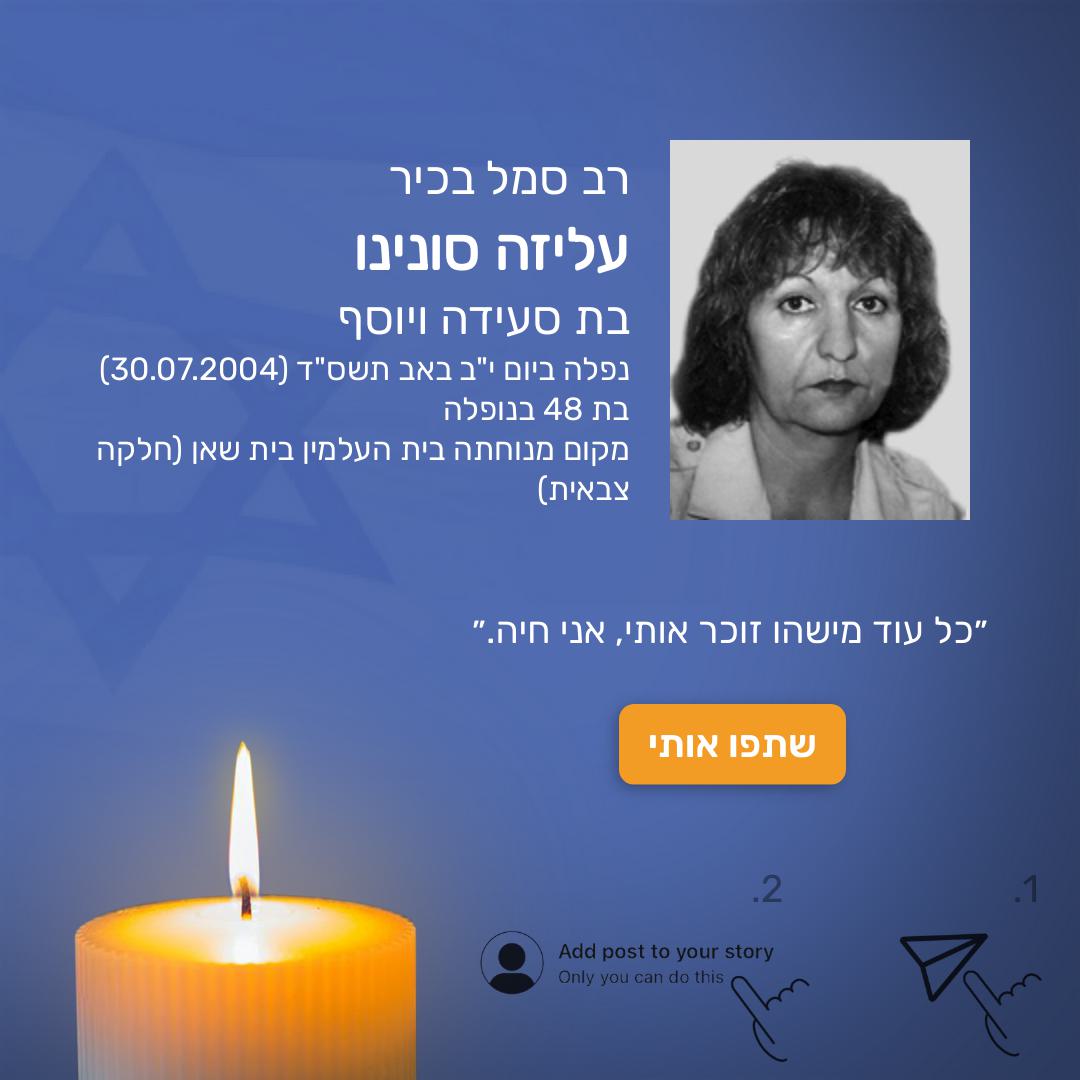 רב סמל בכיר
עליזה סונינו
בת סעידה ויוסף
נפלה ביום י"ב באב תשס"ד (30.07.2004)
בת 48 בנופלה
מקום מנוחתה בית העלמין בית שאן (חלקה
צבאית)
״כל עוד מישהו זוכר אותי, אני חיה.״
שתפו אותי
1.
2.
Add post to your story
Only you can do this